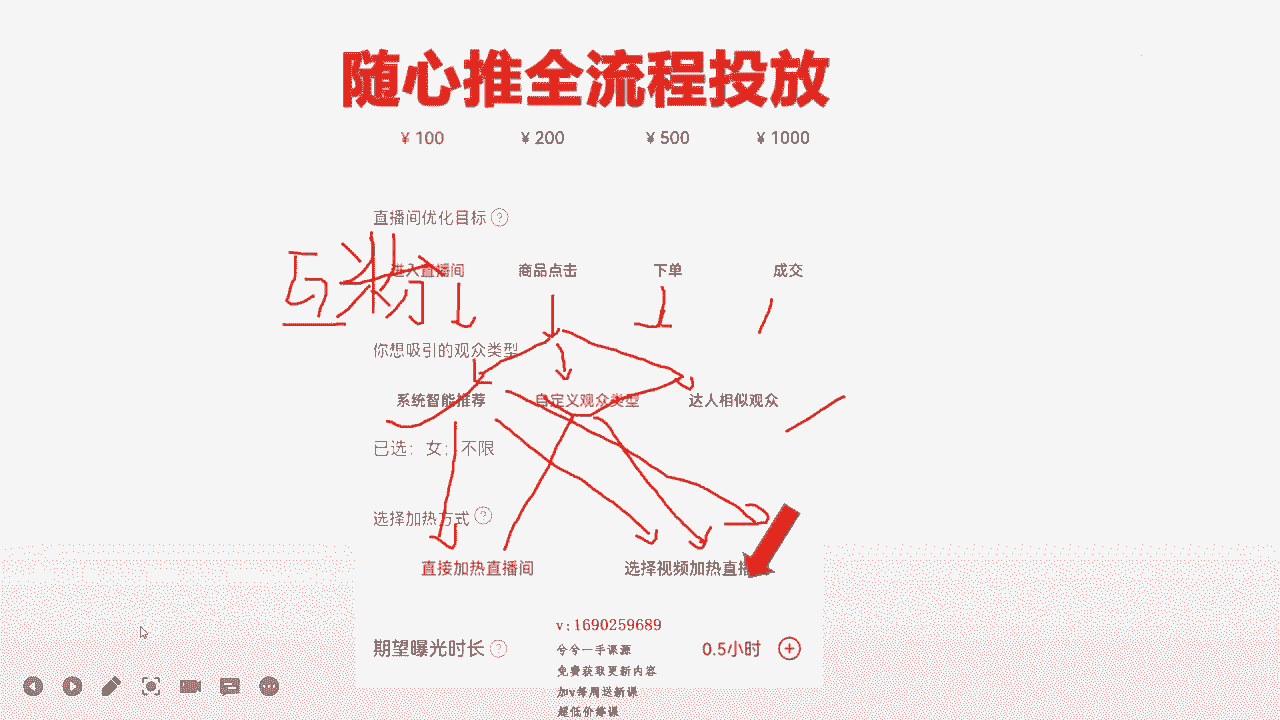 随心推全流程投放
¥ 100 ¥ 200 ¥ 500 ¥ 1000
直播间优化目标 ?
进入直播间 商品点击 下单 成交
互粉
你想吸引的观众类型
系统智能推荐 自定义观众类型 达人相似观众
已选：女；不限
选择加热方式 ?
直接加热直播间 选择视频加热直播
v:1690259689
期望曝光时长 ? 0.5小时 +
兮兮一手课源
免费获取更新内容
加v每周送新课
超低价修课